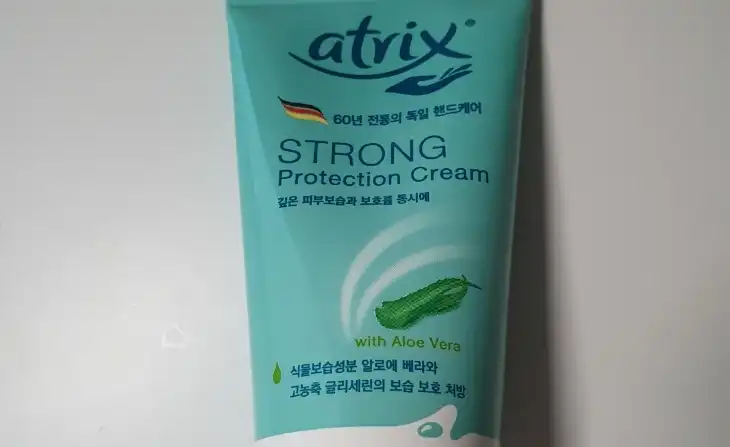 atrix®
60년 전통의 독일 핸드케어
STRONG
Protection Cream
깊은 피부보습과 보호를 동시에
with Aloe Vera
식물보습성분 알로에 베라와
고농축 글리세린의 보습 보호 처방